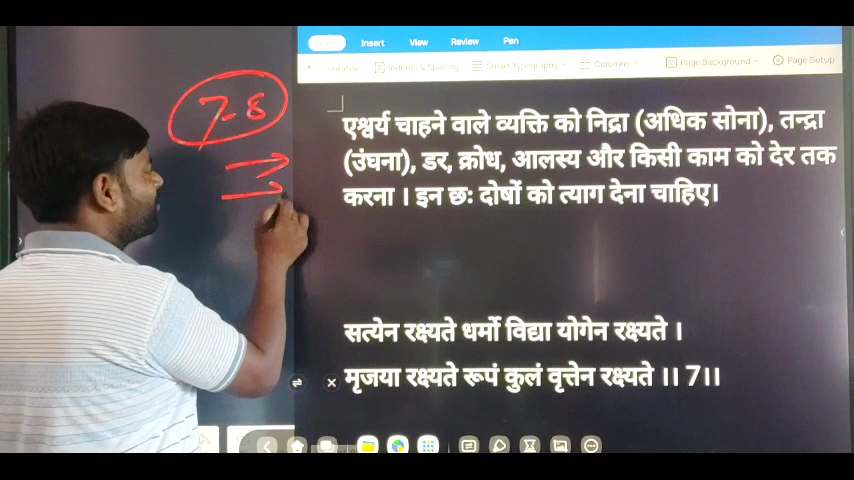 Insert View Review Pen
Indents & Spacing Smart Typography Columns Page Background Page Setup
7-8
एश्वर्य चाहने वाले व्यक्ति को निद्रा (अधिक सोना), तन्द्रा
(उंघना), डर, क्रोध, आलस्य और किसी काम को देर तक
करना । इन छः दोषों को त्याग देना चाहिए।
सत्येन रक्ष्यते धर्मो विद्या योगेन रक्ष्यते ।
मृजया रक्ष्यते रूपं कुलं वृत्तेन रक्ष्यते ।। 7।।